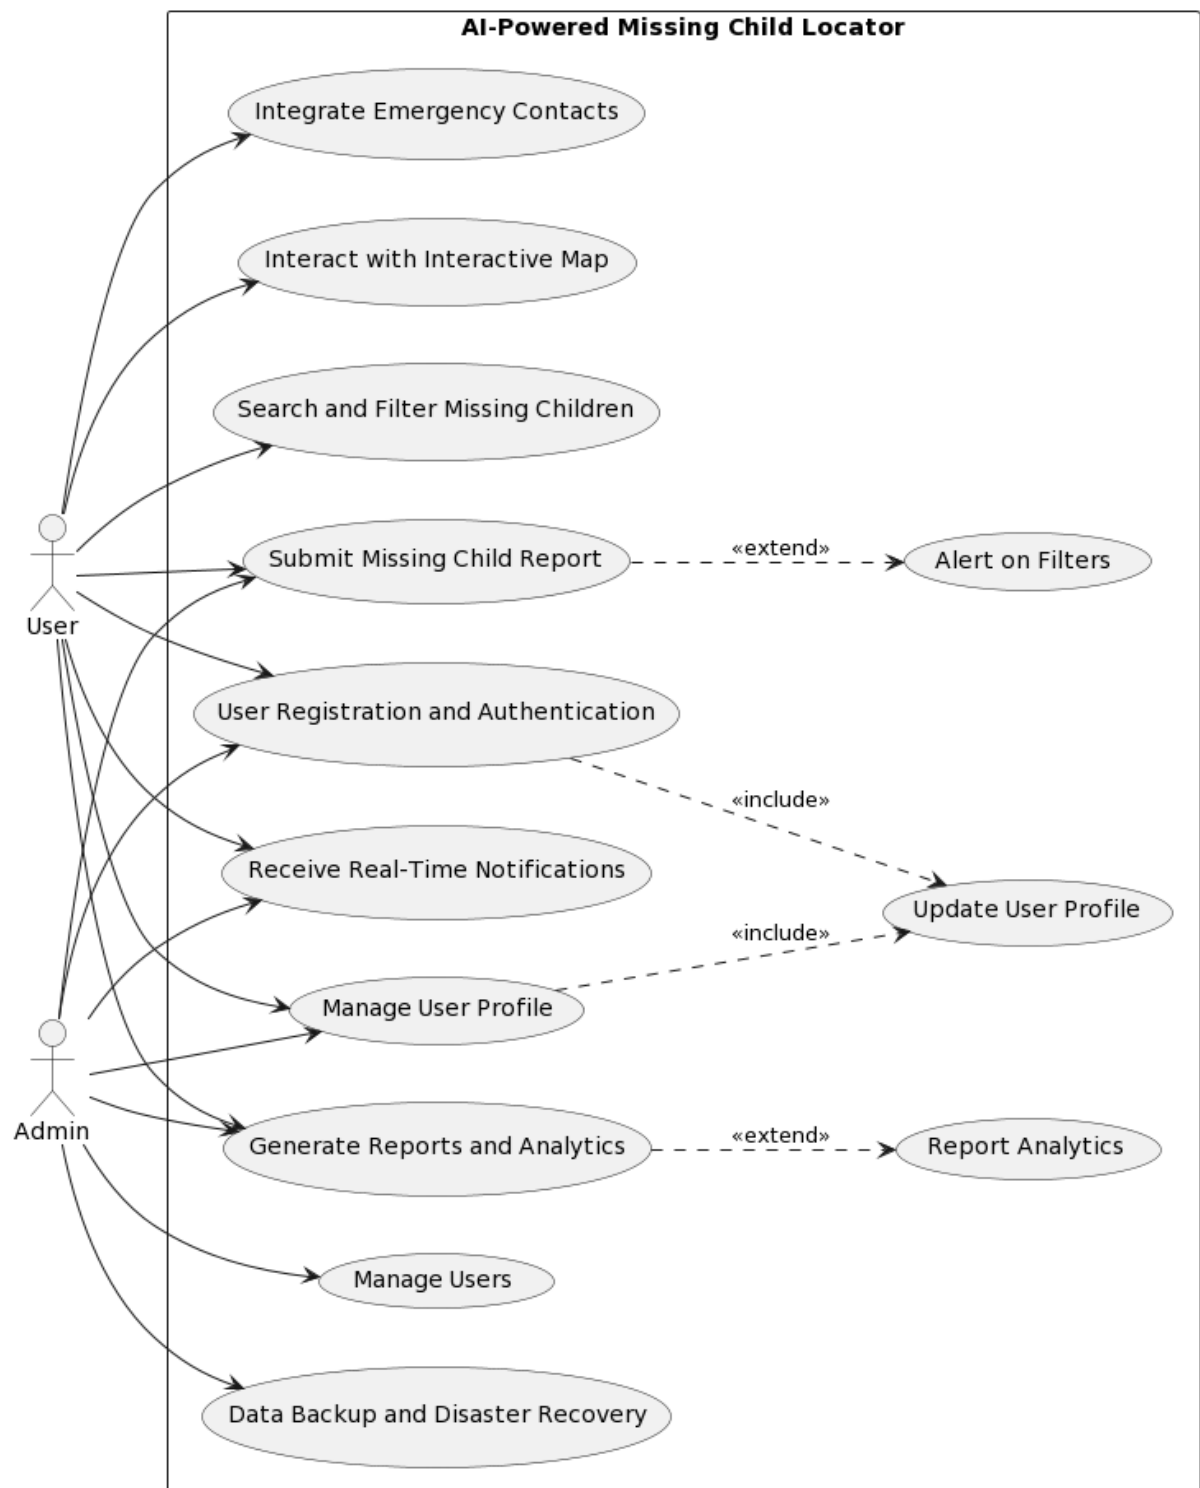 AI-Powered Missing Child Locator
Integrate Emergency Contacts
Interact with Interactive Map
Search and Filter Missing Children
Submit Missing Child Report
«extend»
Alert on Filters
User
User Registration and Authentication
«include»
Receive Real-Time Notifications
Update User Profile
«include»
Manage User Profile
Admin
Generate Reports and Analytics
«extend»
Report Analytics
Manage Users
Data Backup and Disaster Recovery